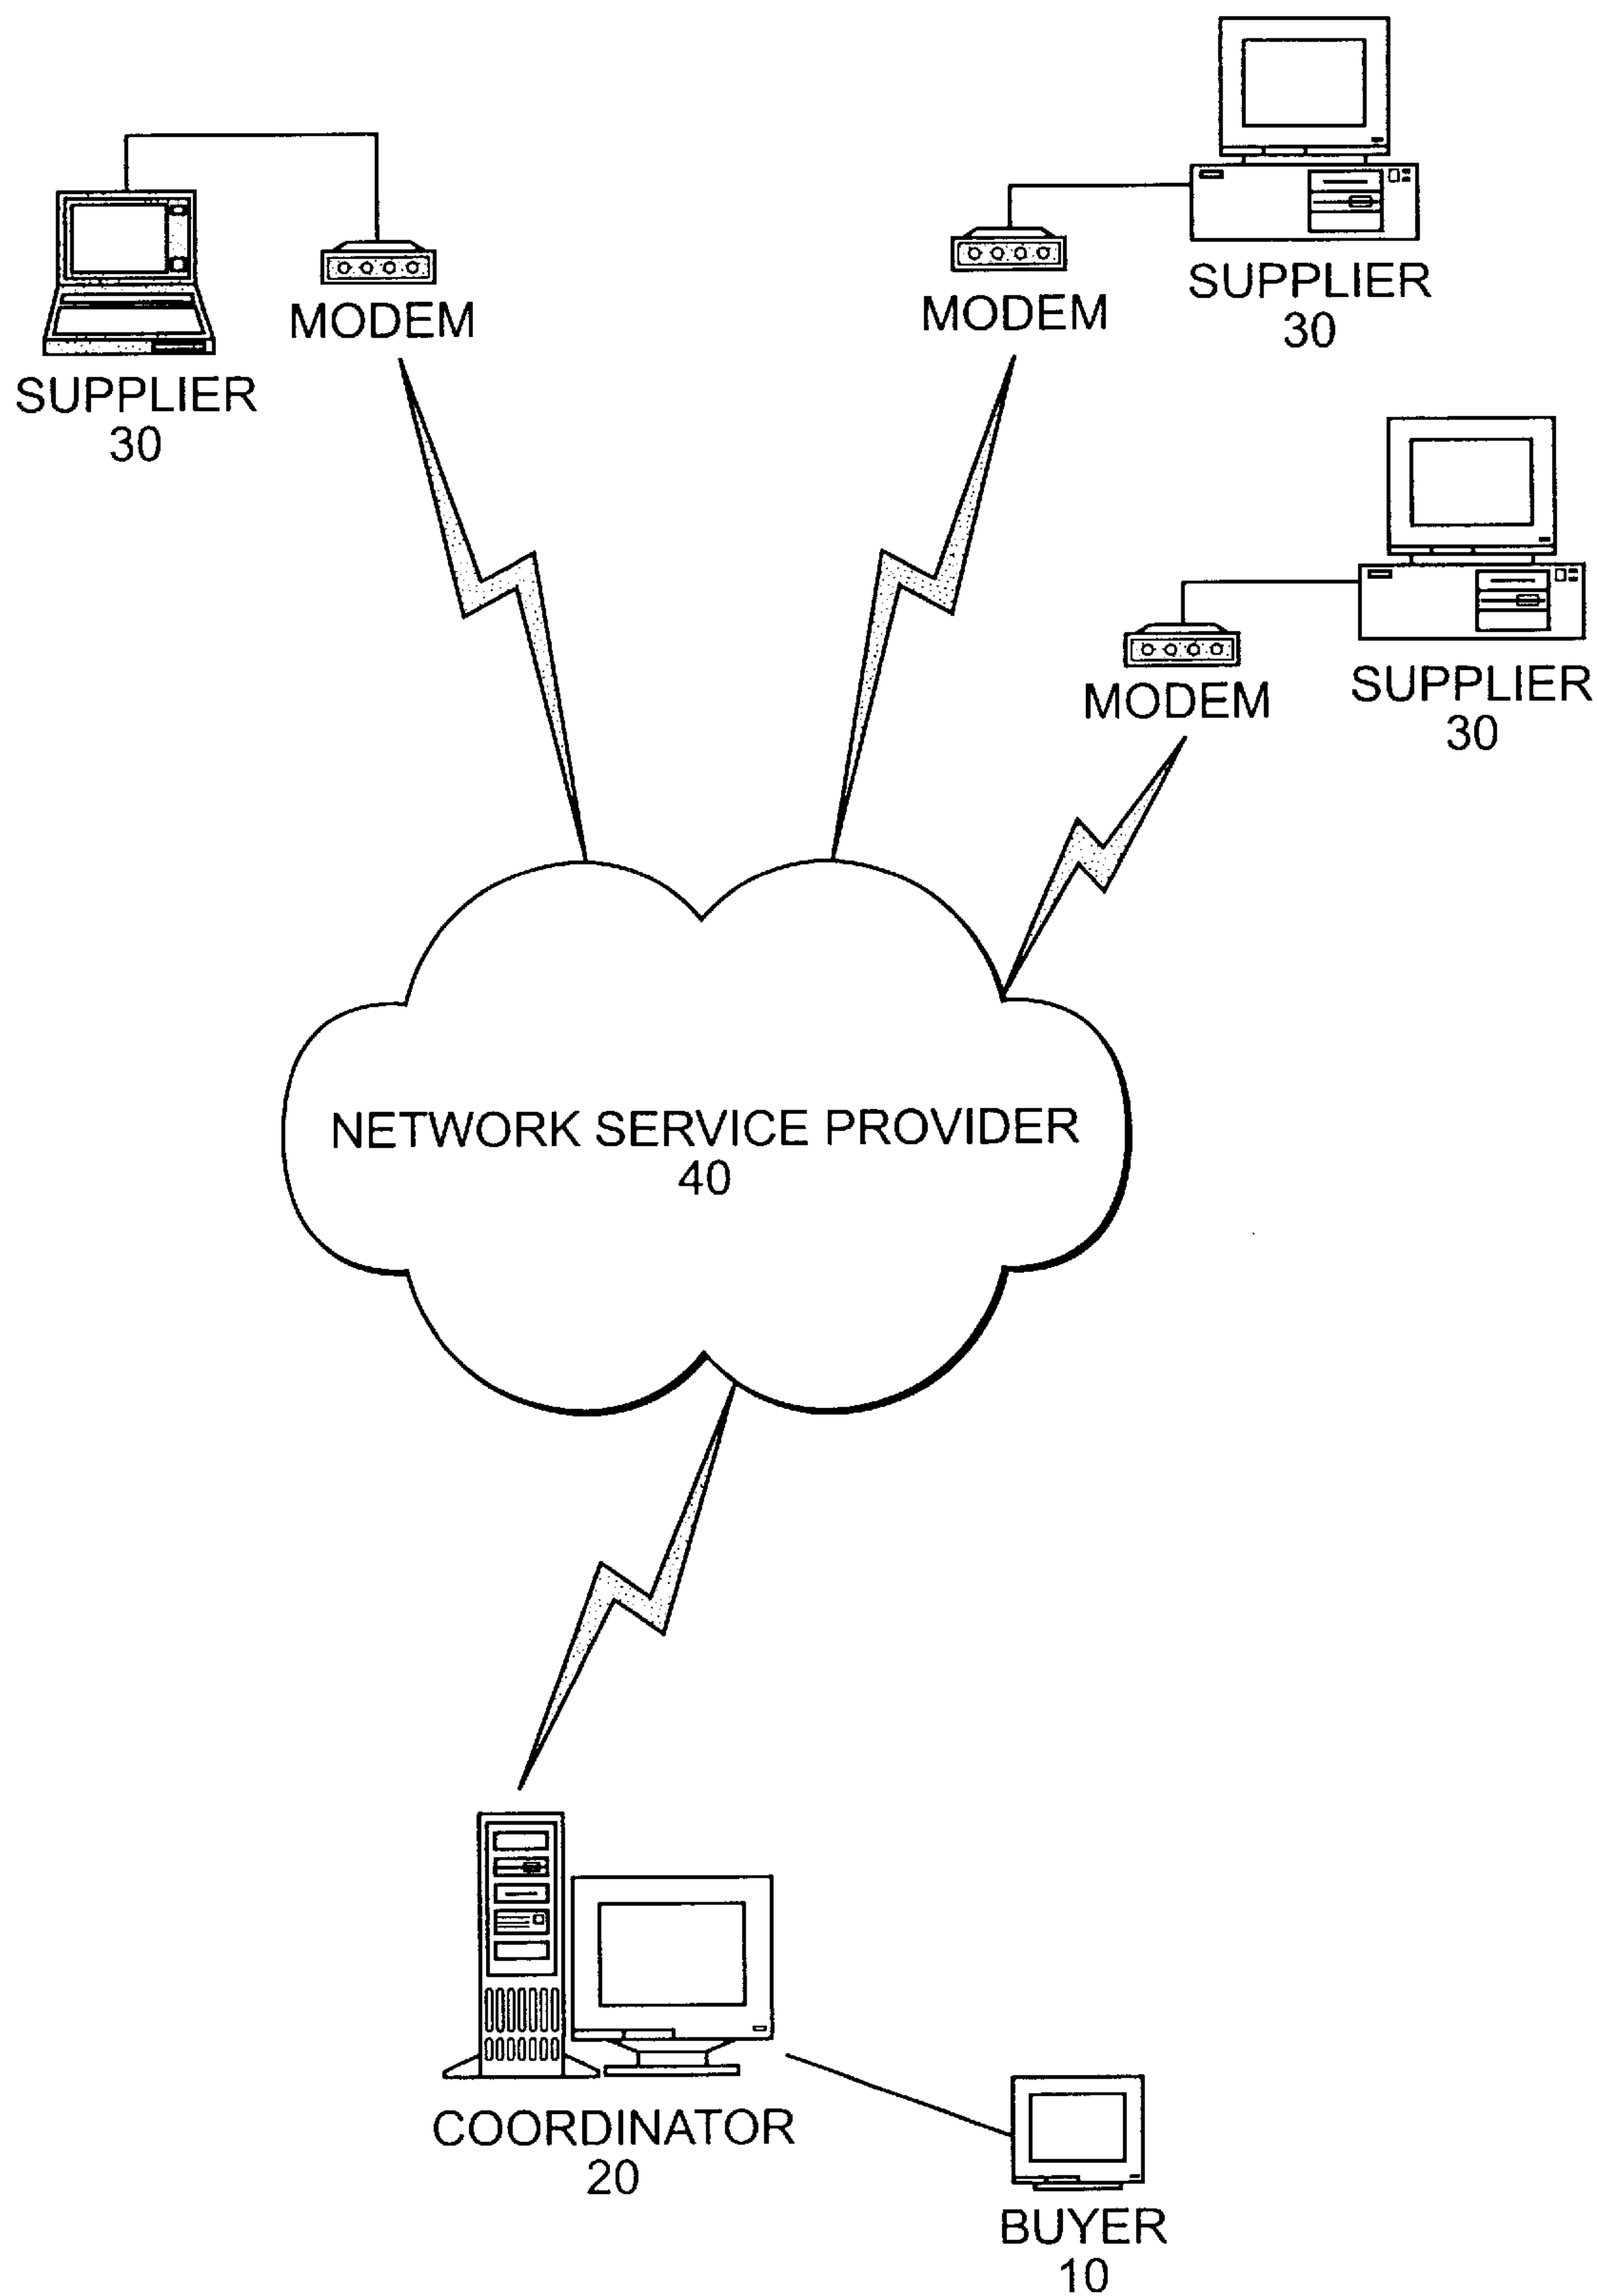 SUPPLIER
30
MODEM
MODEM
SUPPLIER
30
MODEM
SUPPLIER
30
NETWORK SERVICE PROVIDER
40
COORDINATOR
20
BUYER
10